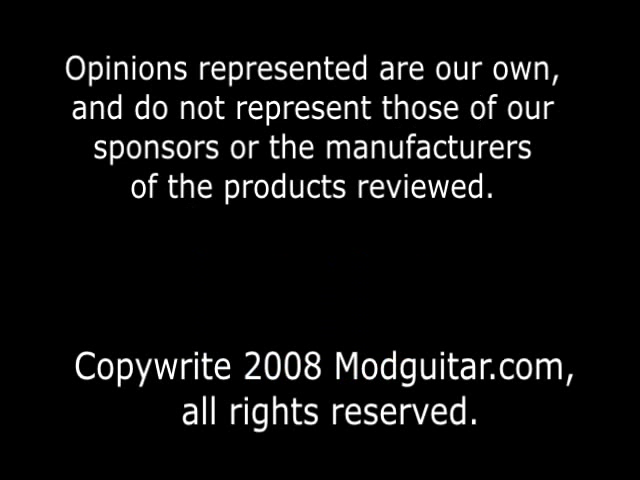 Opinions represented are our own,
and do not represent those of our
sponsors or the manufacturers
of the products reviewed.
Copywrite 2008 Modguitar.com,
all rights reserved.